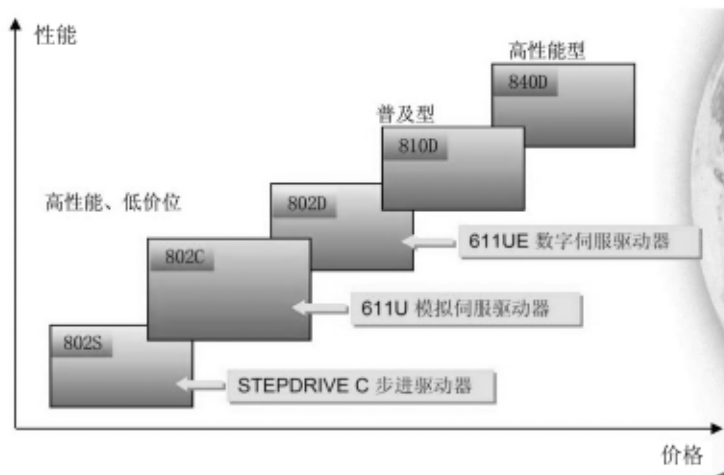 性能
高性能型
840D
普及型
810D
高性能、低价位
802D
611UE 数字伺服驱动器
802C
611U 模拟伺服驱动器
802S
STEPDRIVE C 步进驱动器
价格